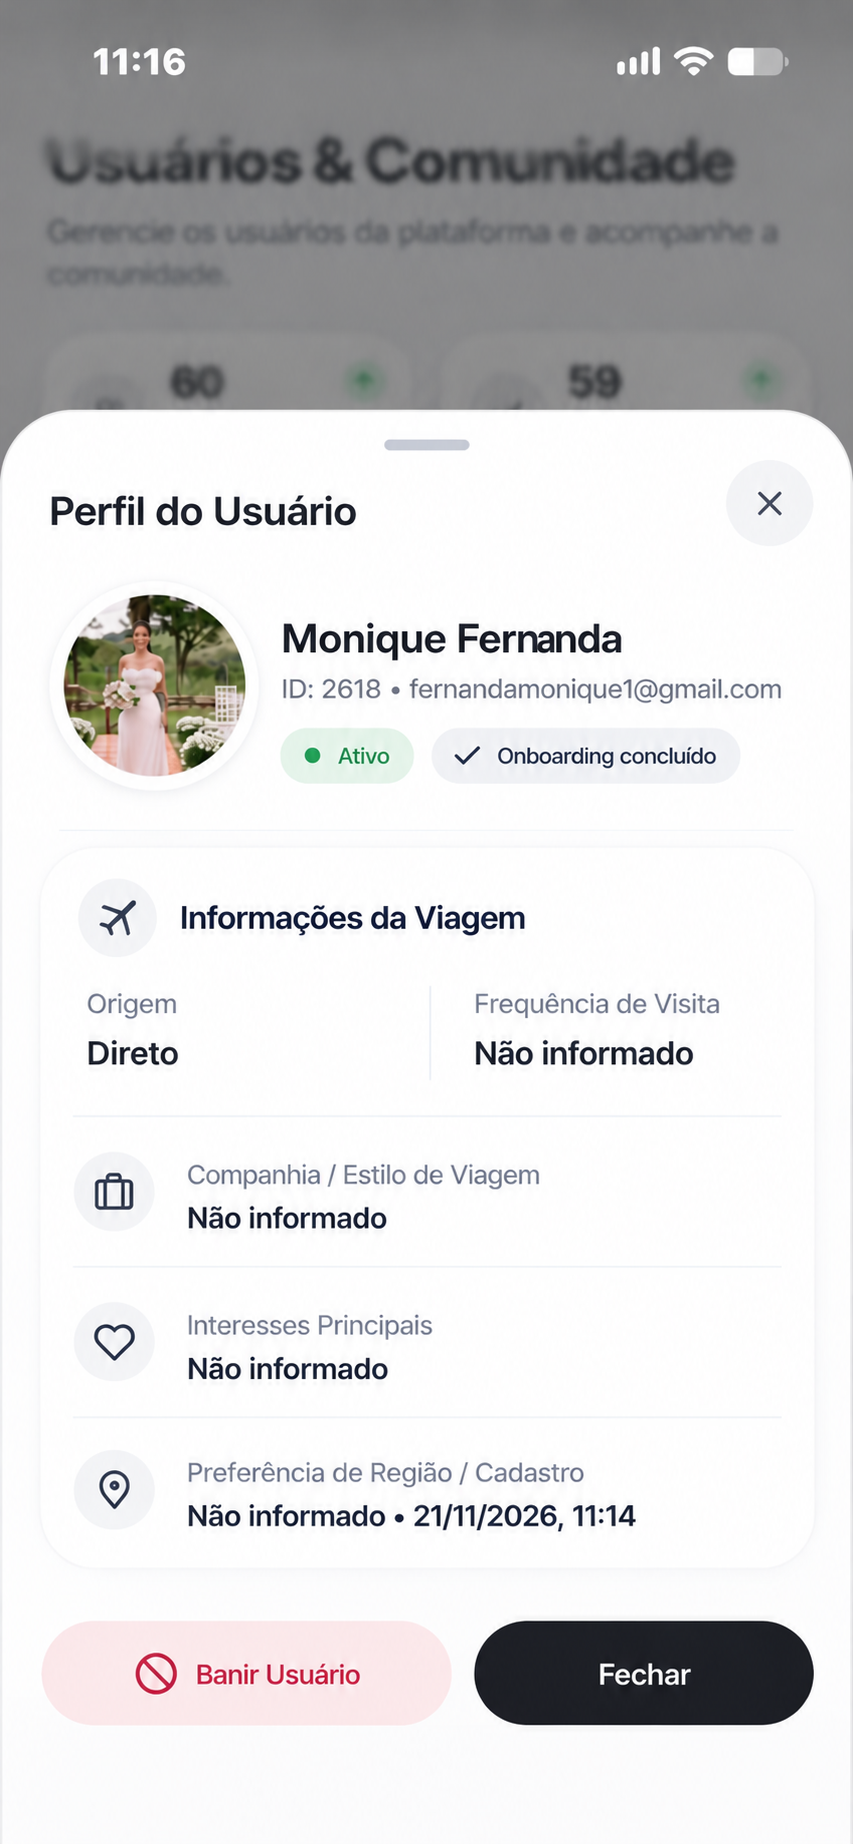 11:16
Usuários & Comunidade
Gerencie os usuários da plataforma e acompanhe a
comunidade.
60
59
Perfil do Usuário
Monique Fernanda
ID: 2618 • fernandamonique1@gmail.com
Ativo
Onboarding concluído
Informações da Viagem
Origem
Direto
Frequência de Visita
Não informado
Companhia / Estilo de Viagem
Não informado
Interesses Principais
Não informado
Preferência de Região / Cadastro
Não informado • 21/11/2026, 11:14
Banir Usuário
Fechar